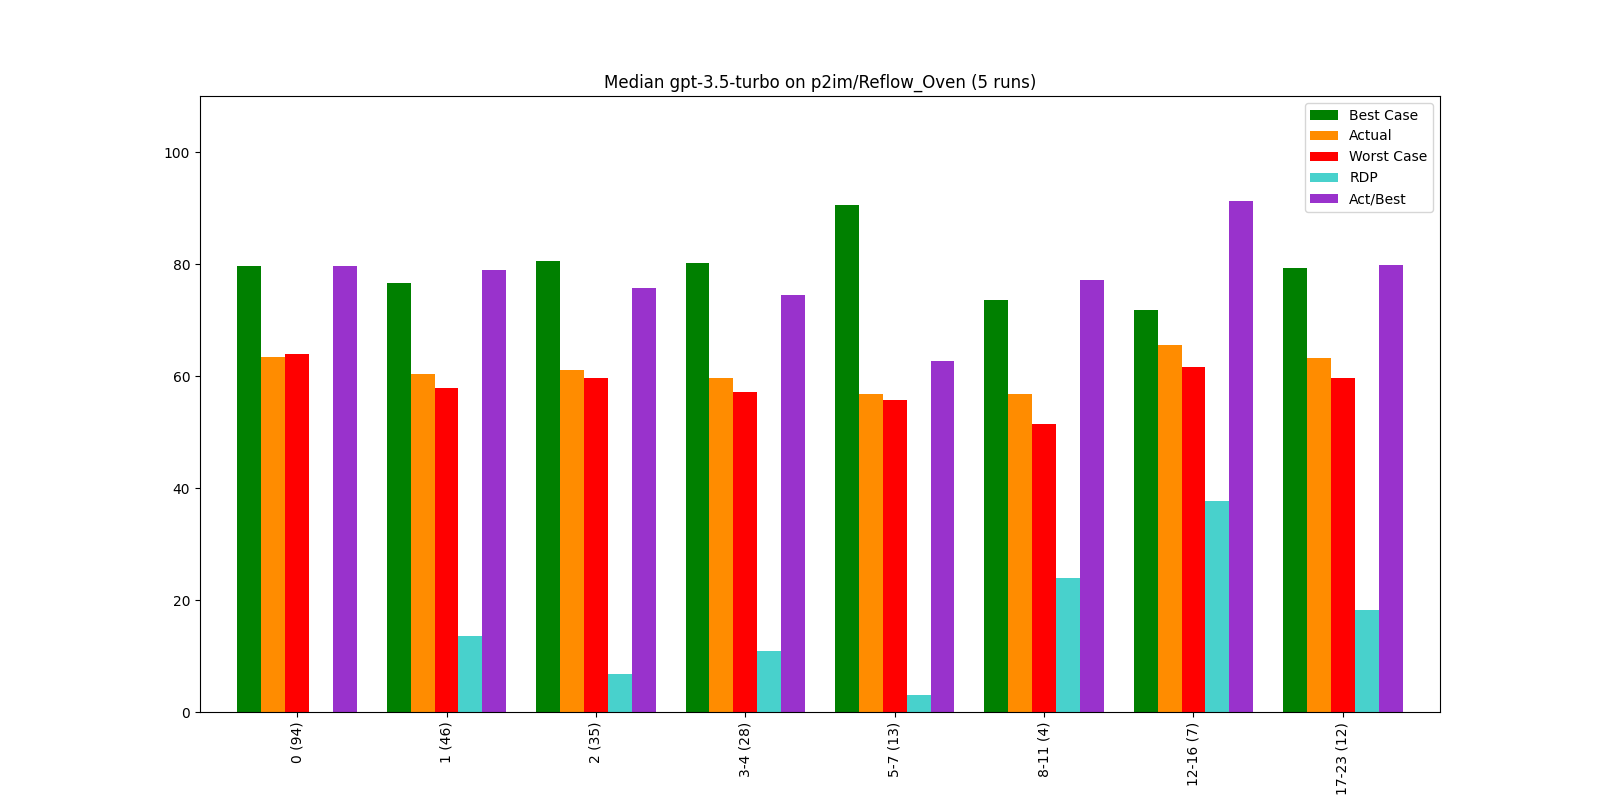 Median gpt-3.5-turbo on p2im/Reflow_Oven (5 runs)
Best Case
Actual
Worst Case
RDP
Act/Best
100
80
60
40
20
0
0 (94)
1 (46)
2 (35)
3-4 (28)
5-7 (13)
8-11 (4)
12-16 (7)
17-23 (12)